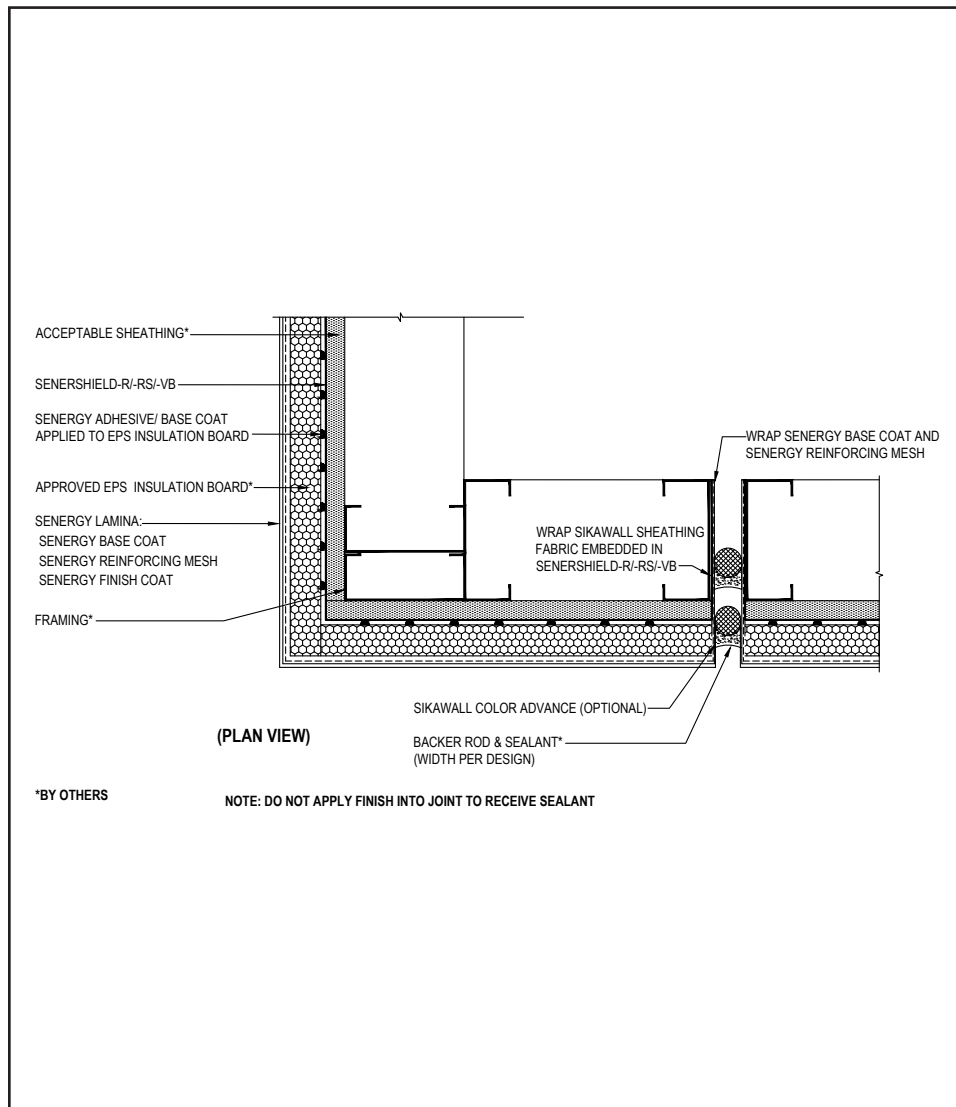 ACCEPTABLE SHEATHING*
SENERSHIELD-R/-RS/-VB
SENERGY ADHESIVE/ BASE COAT
APPLIED TO EPS INSULATION BOARD
APPROVED EPS INSULATION BOARD*
SENERGY LAMINA:
SENERGY BASE COAT
SENERGY REINFORCING MESH
SENERGY FINISH COAT
FRAMING*
WRAP SENERGY BASE COAT AND
SENERGY REINFORCING MESH
WRAP SIKAWALL SHEATHING
FABRIC EMBEDDED IN
SENERSHIELD-R/-RS/-VB
SIKAWALL COLOR ADVANCE (OPTIONAL)
BACKER ROD & SEALANT*
(WIDTH PER DESIGN)
(PLAN VIEW)
*BY OTHERS
NOTE: DO NOT APPLY FINISH INTO JOINT TO RECEIVE SEALANT